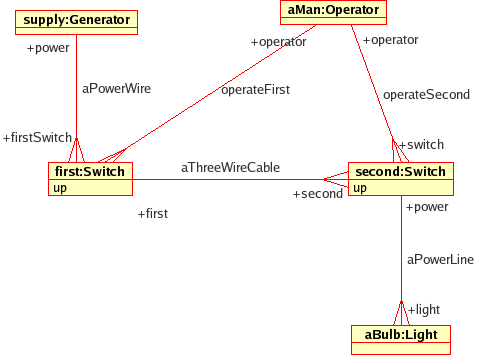 supply:Generator
aMan:Operator
+power
+operator
+operator
aPowerWire
operateFirst
operateSecond
+firstSwitch
+switch
first:Switch
up
aThreeWireCable
second:Switch
up
+second
+first
+power
aPowerLine
+light
aBulb:Light